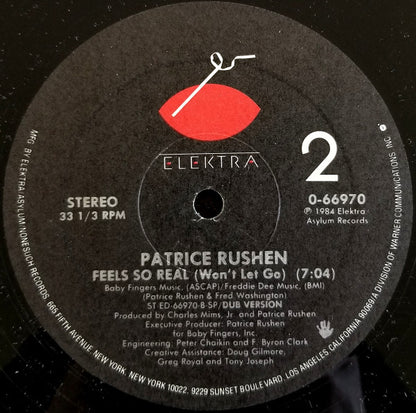 ELEKTRA
2
STEREO
33 1/3 RPM
0-66970
℗ 1984 Elektra
Asylum Records
PATRICE RUSHEN
FEELS SO REAL (Won't Let Go) (7:04)
Baby Fingers Music, (ASCAP)/Freddie Dee Music, (BMI)
(Patrice Rushen & Fred Washington)
ST ED-66970-B SP/DUB VERSION
Produced by Charles Mims, Jr. and Patrice Rushen
Executive Producer: Patrice Rushen
for Baby Fingers, Inc.
Engineering: Peter Chaikin and F. Byron Clork
Creative Assistance: Doug Gilmore,
Greg Royal and Tony Joseph
MFG. BY ELEKTRA/ASYLUM/NONESUCH RECORDS, 665 FIFTH AVENUE, NEW YORK, NEW YORK 10022. 9229 SUNSET BOULEVARD, LOS ANGELES, CALIFORNIA 90069/A DIVISION OF WARNER COMMUNICATIONS, INC.